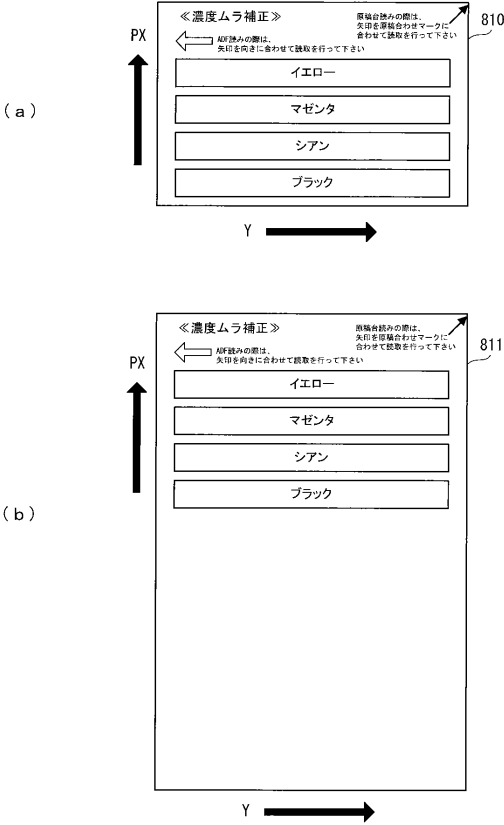 (a)
PX
810
≪濃度ムラ補正≫
原稿台読みの際は、
矢印を原稿合わせマークに
合わせて読取を行って下さい
ADF読みの際は、
矢印を向きに合わせて読取を行って下さい
イエロー
マゼンタ
シアン
ブラック
Y
(b)
PX
811
≪濃度ムラ補正≫
原稿台読みの際は、
矢印を原稿合わせマークに
合わせて読取を行って下さい
ADF読みの際は、
矢印を向きに合わせて読取を行って下さい
イエロー
マゼンタ
シアン
ブラック
Y